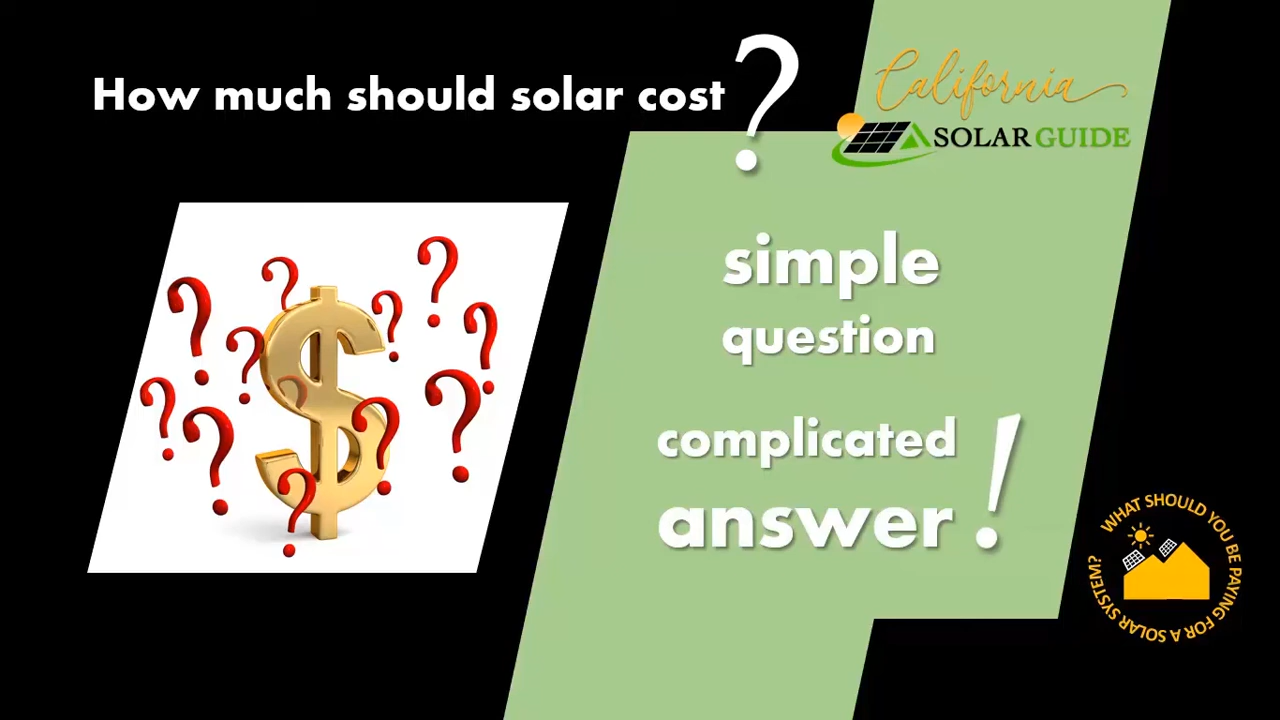 How much should solar cost ?
California
SOLAR GUIDE
simple
question
complicated
answer !
WHAT SHOULD YOU BE PAYING FOR A SOLAR SYSTEM?